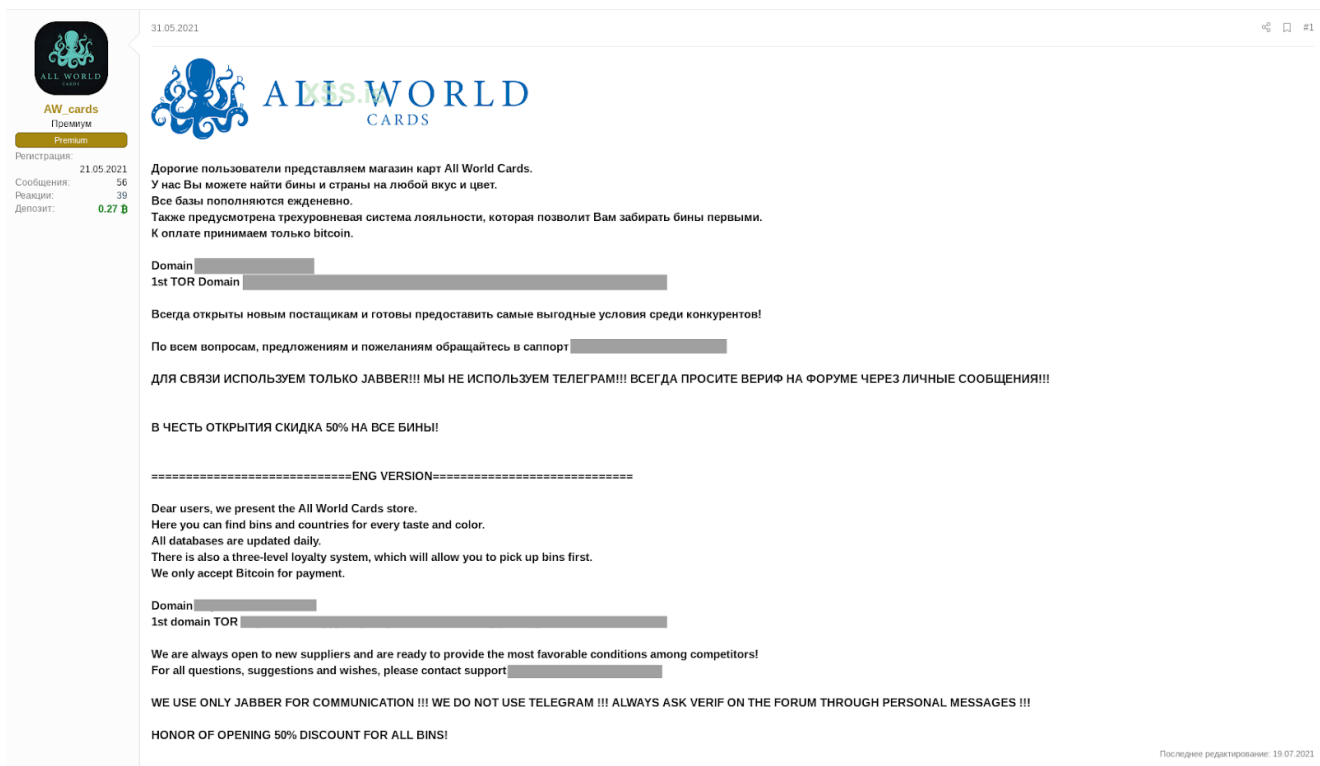 ALL WORLD
CARDS
AW_cards
Премиум
Premium
Регистрация:
21.05.2021
Сообщения: 56
Реакции: 39
Депозит: 0.27 ₿
31.05.2021
#1
ALL WORLD
CARDS
XSS.is
Дорогие пользователи представляем магазин карт All World Cards.
У нас Вы можете найти бины и страны на любой вкус и цвет.
Все базы пополняются ежденевно.
Также предусмотрена трехуровневая система лояльности, которая позволит Вам забирать бины первыми.
К оплате принимаем только bitcoin.
Domain
1st TOR Domain
Всегда открыты новым постащикам и готовы предоставить самые выгодные условия среди конкурентов!
По всем вопросам, предложениям и пожеланиям обращайтесь в саппорт
ДЛЯ СВЯЗИ ИСПОЛЬЗУЕМ ТОЛЬКО JABBER!!! МЫ НЕ ИСПОЛЬЗУЕМ ТЕЛЕГРАМ!!! ВСЕГДА ПРОСИТЕ ВЕРИФ НА ФОРУМЕ ЧЕРЕЗ ЛИЧНЫЕ СООБЩЕНИЯ!!!
В ЧЕСТЬ ОТКРЫТИЯ СКИДКА 50% НА ВСЕ БИНЫ!
=============================ENG VERSION=============================
Dear users, we present the All World Cards store.
Here you can find bins and countries for every taste and color.
All databases are updated daily.
There is also a three-level loyalty system, which will allow you to pick up bins first.
We only accept Bitcoin for payment.
Domain
1st domain TOR
We are always open to new suppliers and are ready to provide the most favorable conditions among competitors!
For all questions, suggestions and wishes, please contact support
WE USE ONLY JABBER FOR COMMUNICATION !!! WE DO NOT USE TELEGRAM !!! ALWAYS ASK VERIF ON THE FORUM THROUGH PERSONAL MESSAGES !!!
HONOR OF OPENING 50% DISCOUNT FOR ALL BINS!
Последнее редактирование: 19.07.2021